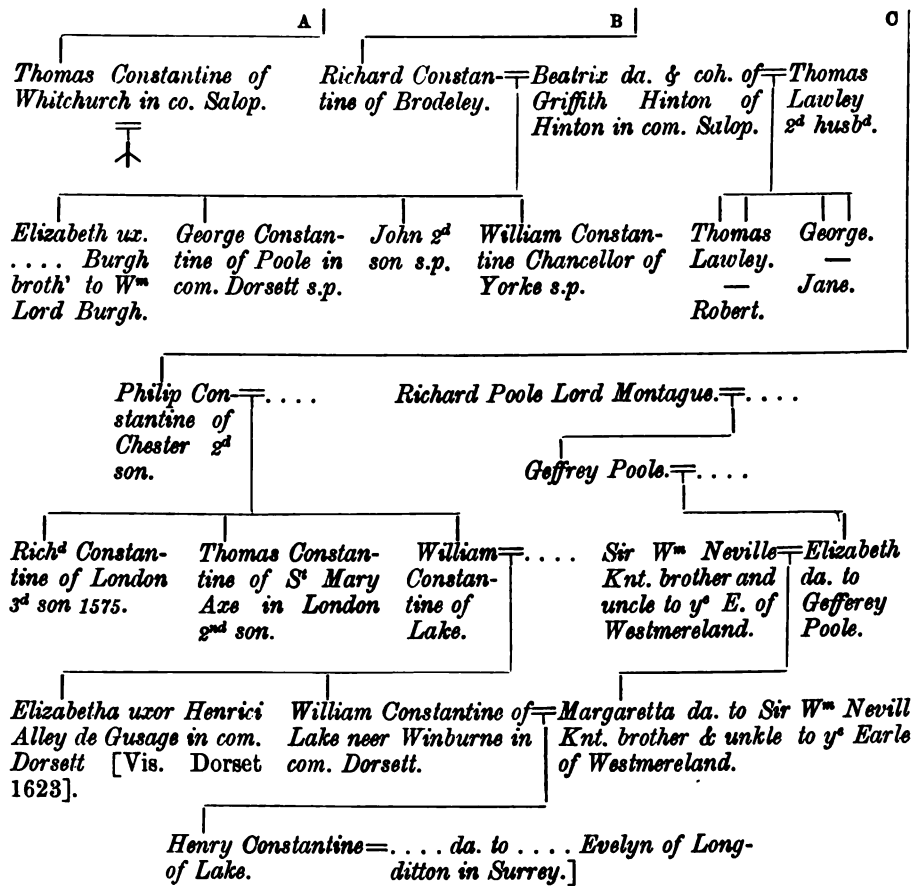 A B C
Thomas Constantine of
Whitchurch in co. Salop.
Richard Constan-
tine of Brodeley.
Beatrix da. & coh. of
Griffith Hinton of
Hinton in com. Salop.
Thomas
Lawley
2d husbd.
Elizabeth ux.
. . . . Burgh
broth' to Wm
Lord Burgh.
George Constan-
tine of Poole in
com. Dorsett s.p.
John 2d
son s.p.
William Constan-
tine Chancellor of
Yorke s.p.
Thomas
Lawley.
—
Robert.
George.
—
Jane.
Philip Con-
stantine of
Chester 2d
son.
. . . .
Richard Poole Lord Montague.
. . . .
Geffrey Poole.
. . . .
Richd Constan-
tine of London
3d son 1575.
Thomas Constan-
tine of St Mary
Axe in London
2nd son.
William
Constan-
tine of
Lake.
. . . .
Sir Wm Neville
Knt. brother and
uncle to ye E. of
Westmereland.
Elizabeth
da. to
Gefferey
Poole.
Elizabetha uxor Henrici
Alley de Gusage in com.
Dorsett [Vis. Dorset
1623].
William Constantine of
Lake neer Winburne in
com. Dorsett.
Margaretta da. to Sir Wm Nevill
Knt. brother & unkle to ye Earle
of Westmereland.
Henry Constantine
of Lake.
. . . . da. to . . . . Evelyn of Long-
ditton in Surrey.]